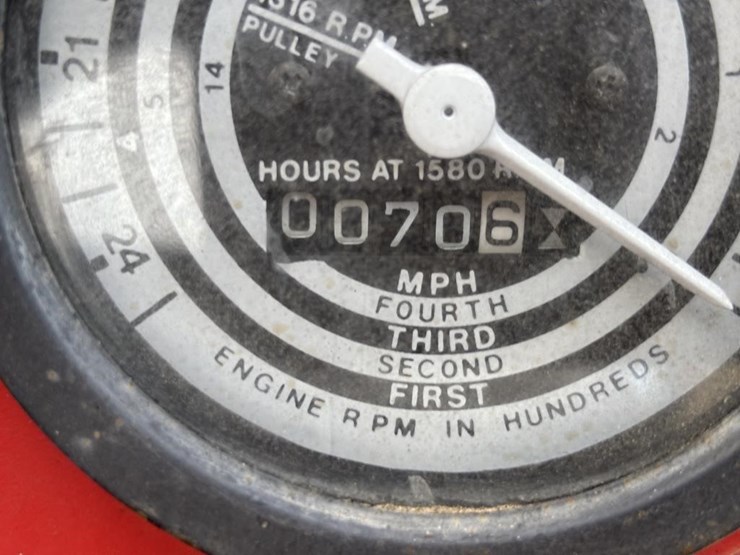 R.P.M
PULLEY
21
24
14
5
4
2
HOURS AT 1580
00706
MPH
FOURTH
THIRD
SECOND
FIRST
ENGINE RPM IN HUNDREDS